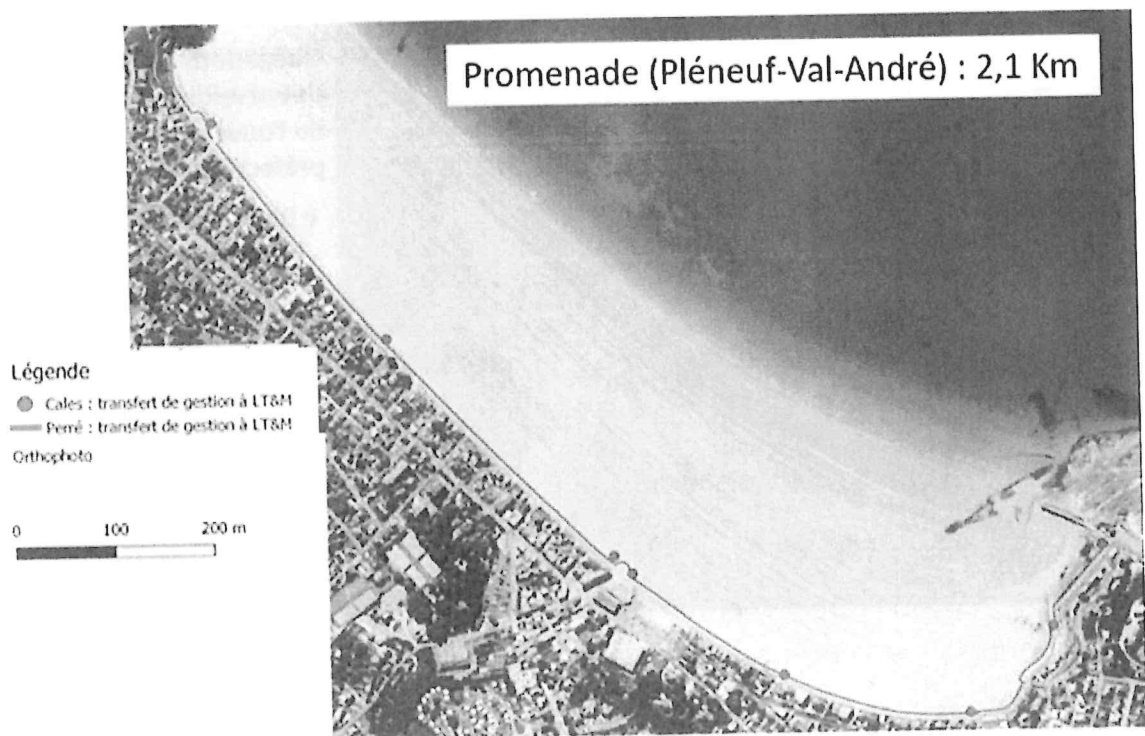 Promenade (Pléneuf-Val-André) : 2,1 Km
Légende
Cales : transfert de gestion à LT&M
Perré : transfert de gestion à LT&M
Orthophoto
0 100 200 m